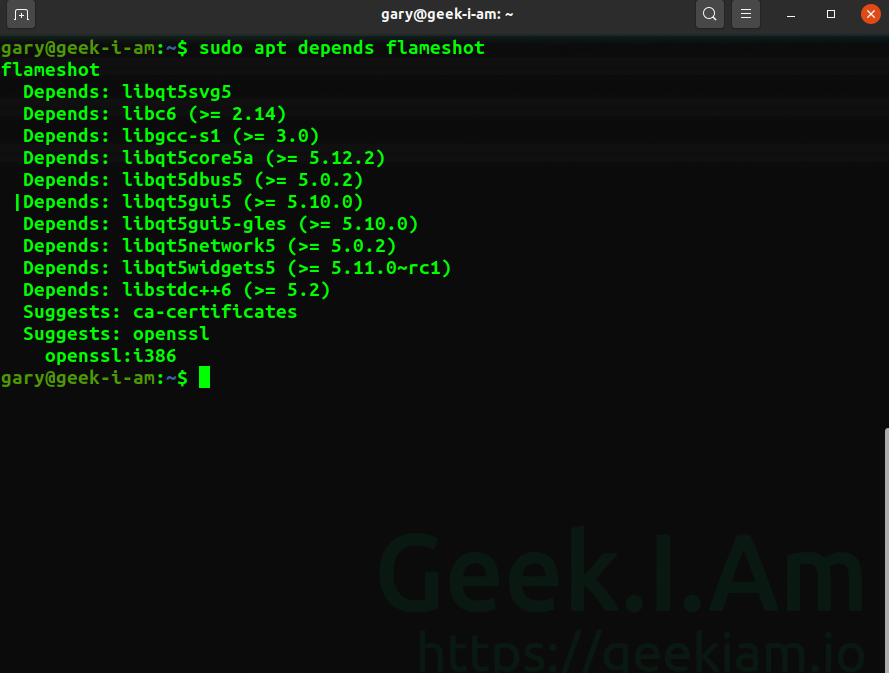 gary@geek-i-am: ~
gary@geek-i-am:~$ sudo apt depends flameshot
flameshot
  Depends: libqt5svg5
  Depends: libc6 (>= 2.14)
  Depends: libgcc-s1 (>= 3.0)
  Depends: libqt5core5a (>= 5.12.2)
  Depends: libqt5dbus5 (>= 5.0.2)
 |Depends: libqt5gui5 (>= 5.10.0)
  Depends: libqt5gui5-gles (>= 5.10.0)
  Depends: libqt5network5 (>= 5.0.2)
  Depends: libqt5widgets5 (>= 5.11.0~rc1)
  Depends: libstdc++6 (>= 5.2)
  Suggests: ca-certificates
  Suggests: openssl
    openssl:i386
gary@geek-i-am:~$
Geek.I.Am
https://geekiam.io